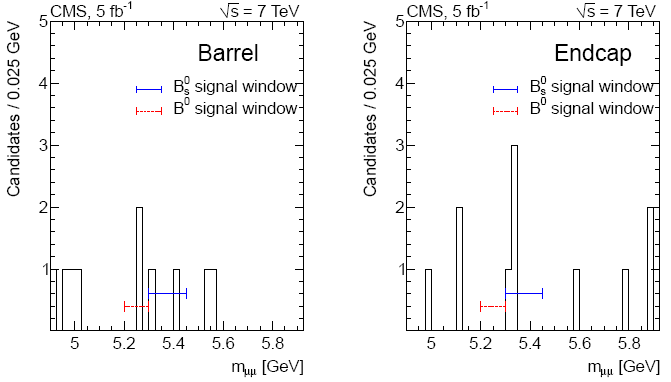 CMS, 5 fb⁻¹ √s = 7 TeV
Barrel
B⁰ₛ signal window
B⁰ signal window
Candidates / 0.025 GeV
5
4
3
2
1
5 5.2 5.4 5.6 5.8
m_μμ [GeV]
CMS, 5 fb⁻¹ √s = 7 TeV
Endcap
B⁰ₛ signal window
B⁰ signal window
Candidates / 0.025 GeV
5
4
3
2
1
5 5.2 5.4 5.6 5.8
m_μμ [GeV]